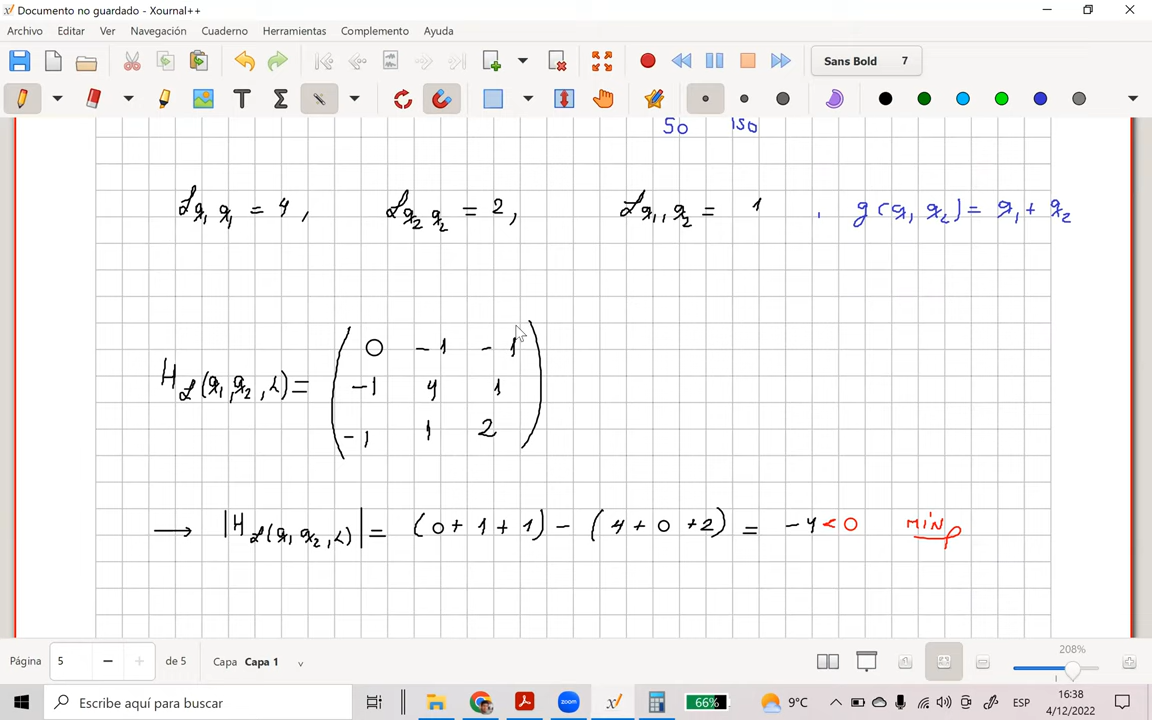 Documento no guardado - Xournal++
Archivo Editar Ver Navegación Cuaderno Herramientas Complemento Ayuda
Sans Bold 7
50 150
ℒq₁q₁ = 4, ℒq₂q₂ = 2, ℒq₁,q₂ = 1 . g(q₁,q₂) = q₁ + q₂
0 -1 -1
H ℒ(q₁,q₂,λ) = -1 4 1
-1 1 2
→ |H ℒ(q₁,q₂,λ)| = (0+1+1) - (4+0+2) = -4 < 0 MIN
Página 5 de 5 Capa Capa 1 208%
Escribe aquí para buscar 66% 9°C ESP 16:38
4/12/2022